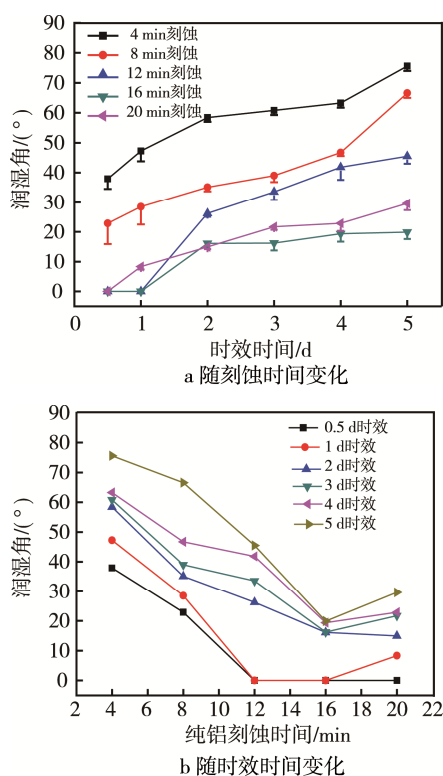 90
80
70
60
50
40
30
20
10
0
润湿角/(°)
4 min刻蚀
8 min刻蚀
12 min刻蚀
16 min刻蚀
20 min刻蚀
0 1 2 3 4 5
时效时间/d
a 随刻蚀时间变化
90
80
70
60
50
40
30
20
10
0
润湿角/(°)
0.5 d时效
1 d时效
2 d时效
3 d时效
4 d时效
5 d时效
2 4 6 8 10 12 14 16 18 20 22
纯铝刻蚀时间/min
b 随时效时间变化